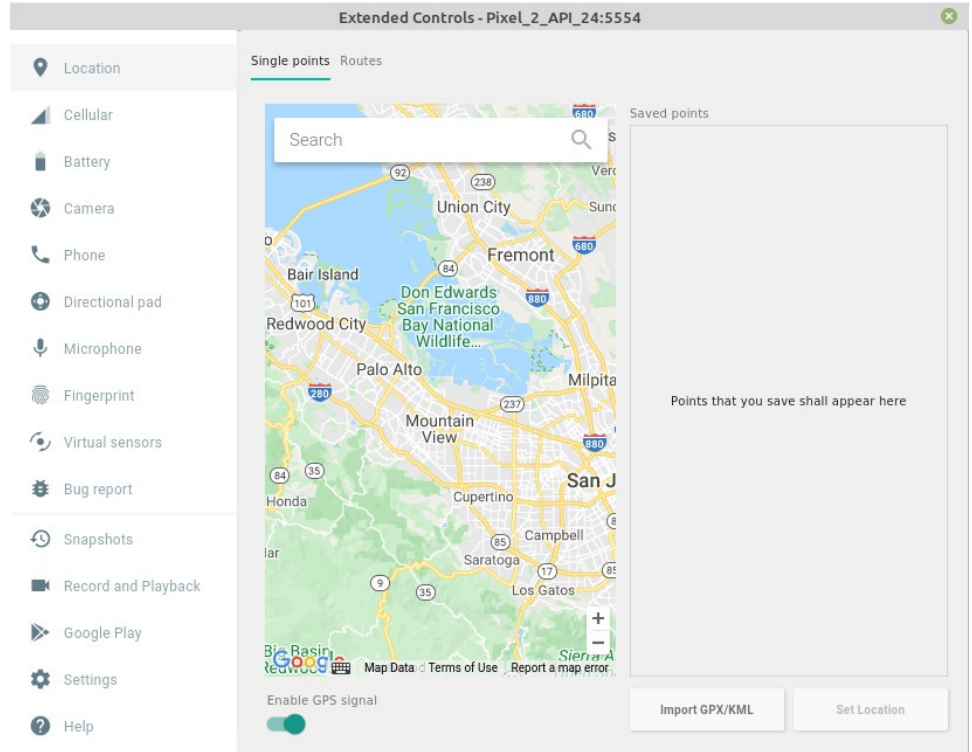 Extended Controls - Pixel_2_API_24:5554
Location
Cellular
Battery
Camera
Phone
Directional pad
Microphone
Fingerprint
Virtual sensors
Bug report
Snapshots
Record and Playback
Google Play
Settings
Help
Single points Routes
Search
680
92
238
Union City
Fremont
680
84
Bair Island
Don Edwards
San Francisco
Bay National
Wildlife...
880
101
Redwood City
Palo Alto
Milpita
280
237
Mountain
View
880
35
84
San J
Honda
Cupertino
Campbell
85
Saratoga
17
85
9
35
Los Gatos
Big Basin
Sierra A
Google
Map Data
Terms of Use
Report a map error
+
−
Enable GPS signal
Saved points
Points that you save shall appear here
Import GPX/KML
Set Location